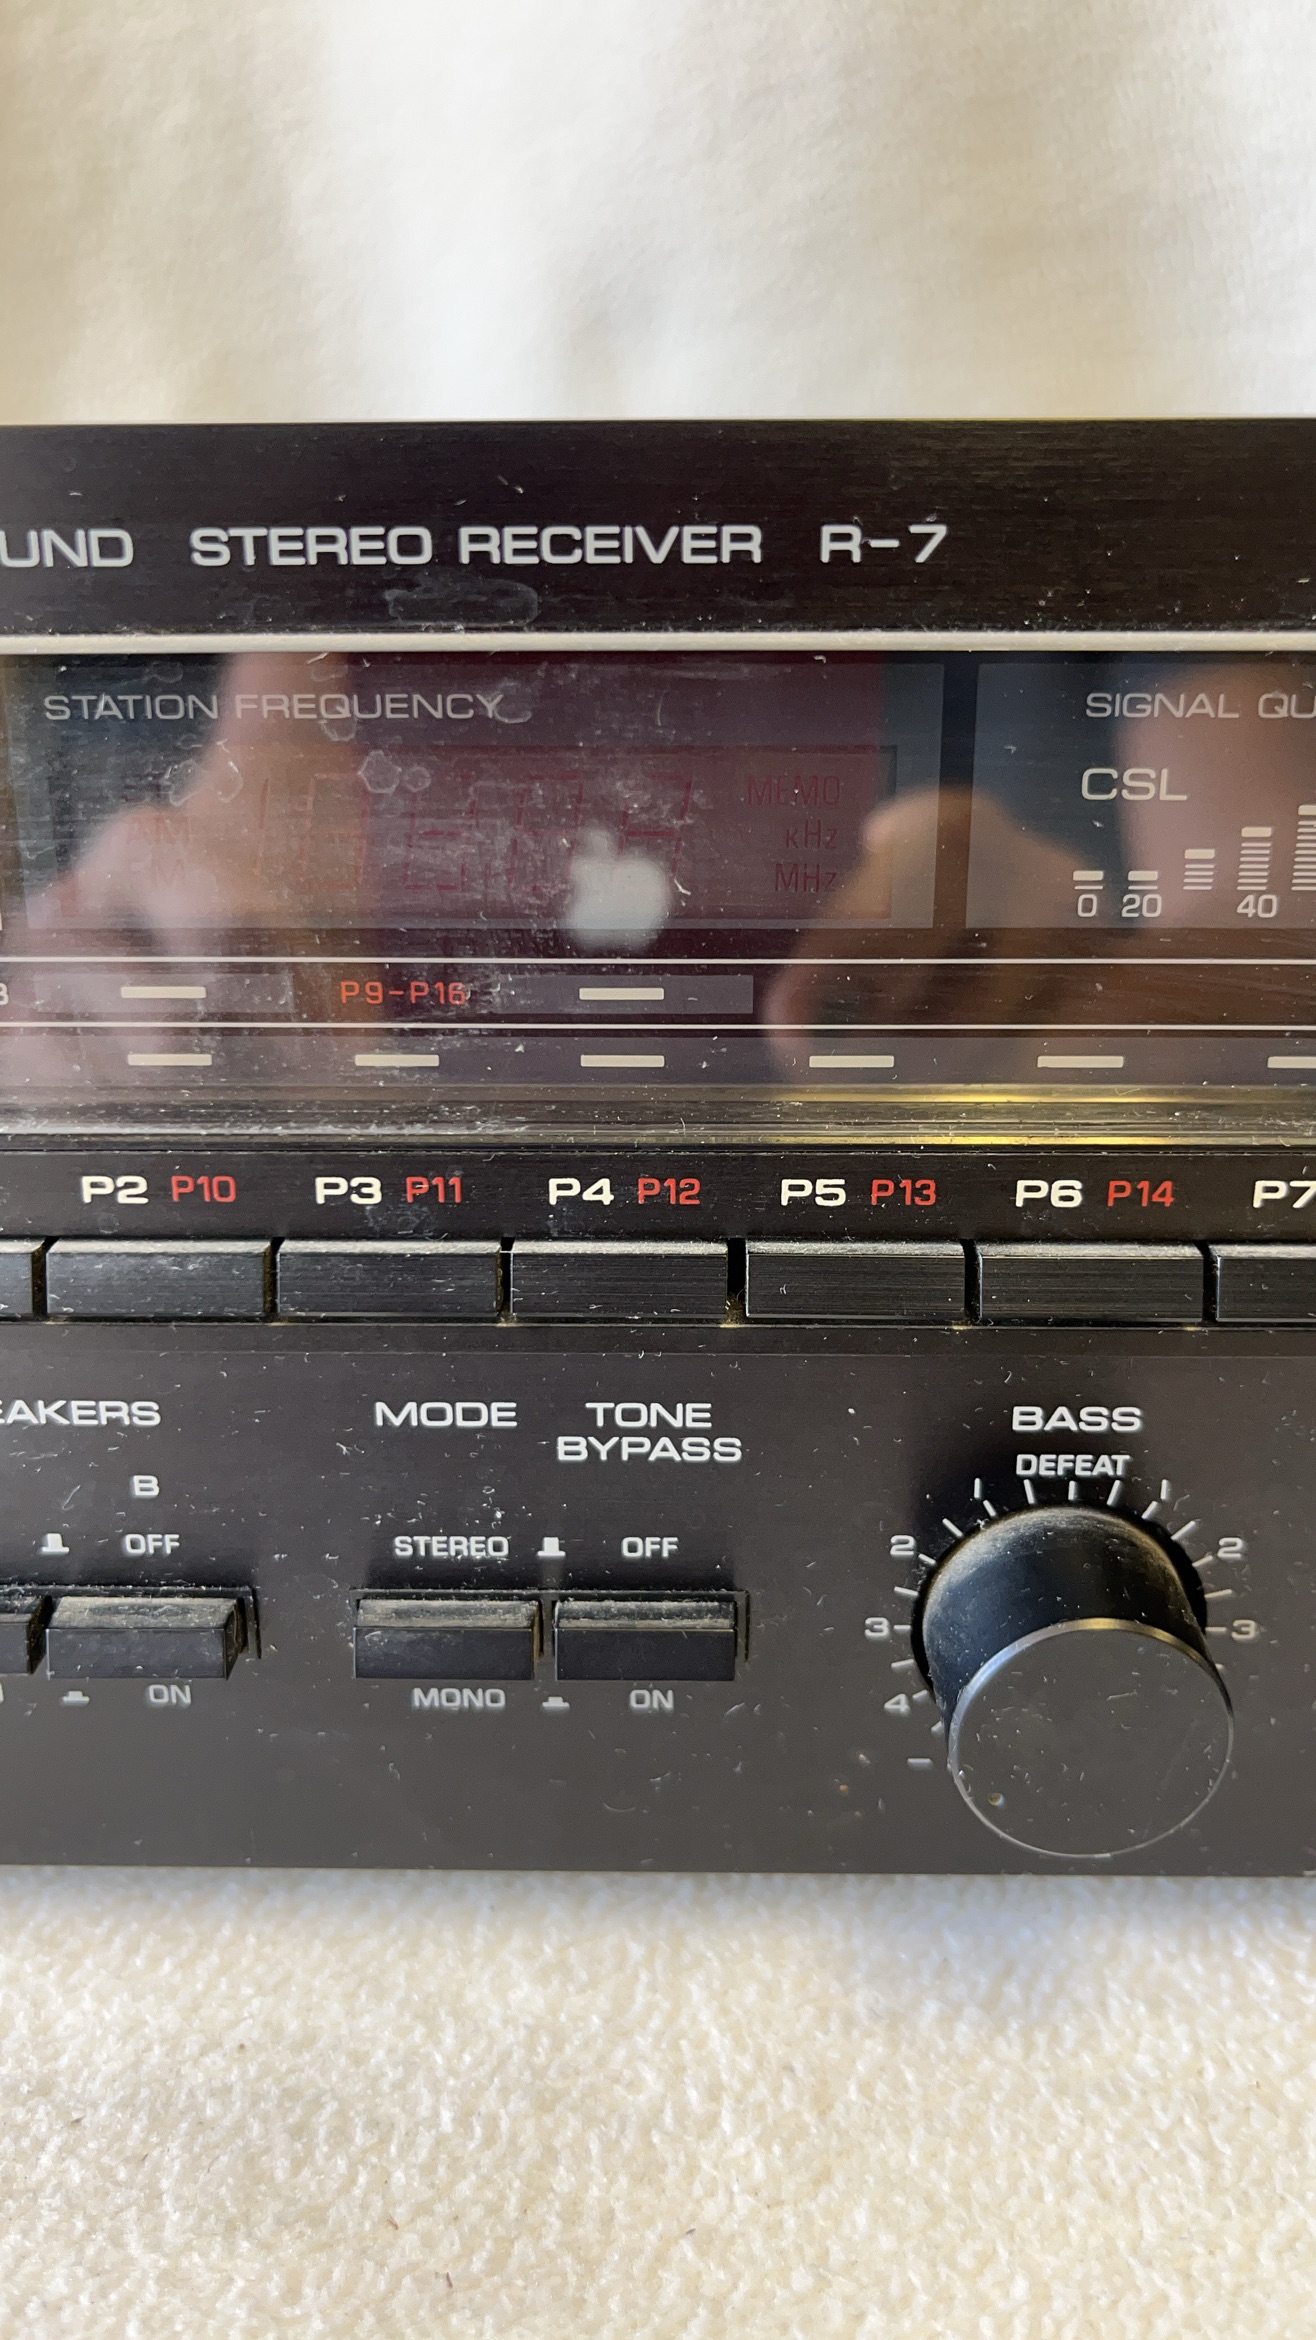 UND STEREO RECEIVER R-7
STATION FREQUENCY
SIGNAL QU
MEMO
CSL
AM
kHz
MHz
0 20 40
P9-P16
P2 P10 P3 P11 P4 P12 P5 P13 P6 P14 P7
EAKERS
MODE
TONE
BYPASS
BASS
DEFEAT
B
OFF
STEREO
OFF
2 2
3 3
ON
MONO
ON
4